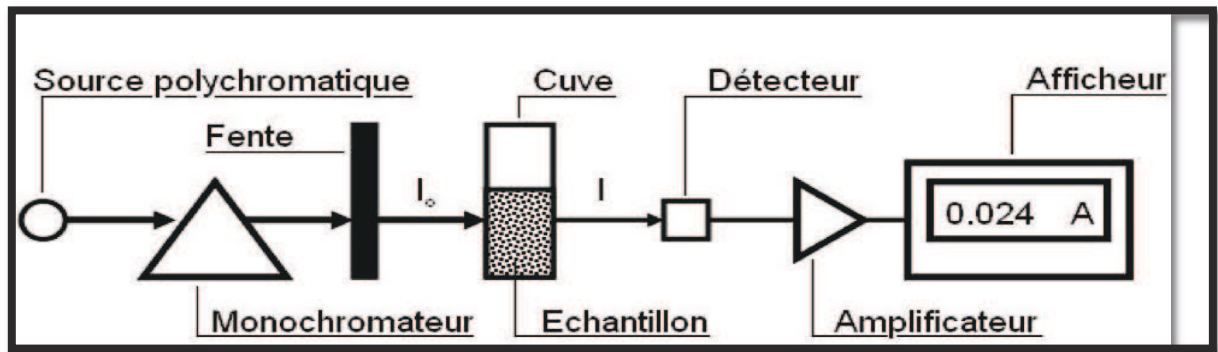 Source polychromatique
Cuve
Détecteur
Afficheur
Fente
I₀
I
0.024 A
Monochromateur
Echantillon
Amplificateur